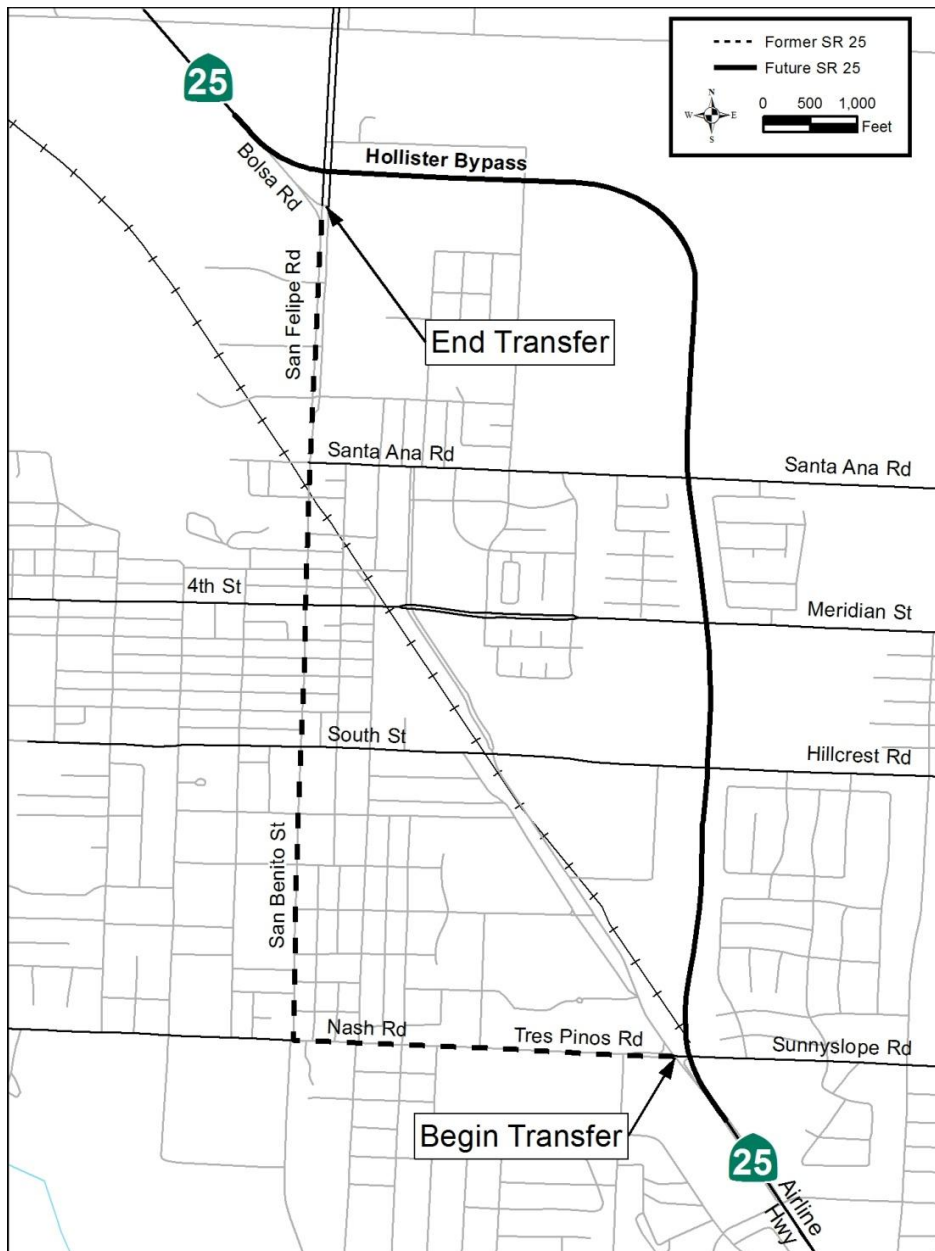 25
Former SR 25
Future SR 25
N
W E
S
0 500 1,000
Feet
Hollister Bypass
Bolsa Rd
San Felipe Rd
End Transfer
Santa Ana Rd
Santa Ana Rd
4th St
Meridian St
South St
Hillcrest Rd
San Benito St
Nash Rd
Tres Pinos Rd
Sunnyslope Rd
Begin Transfer
25
Airline
Hwy